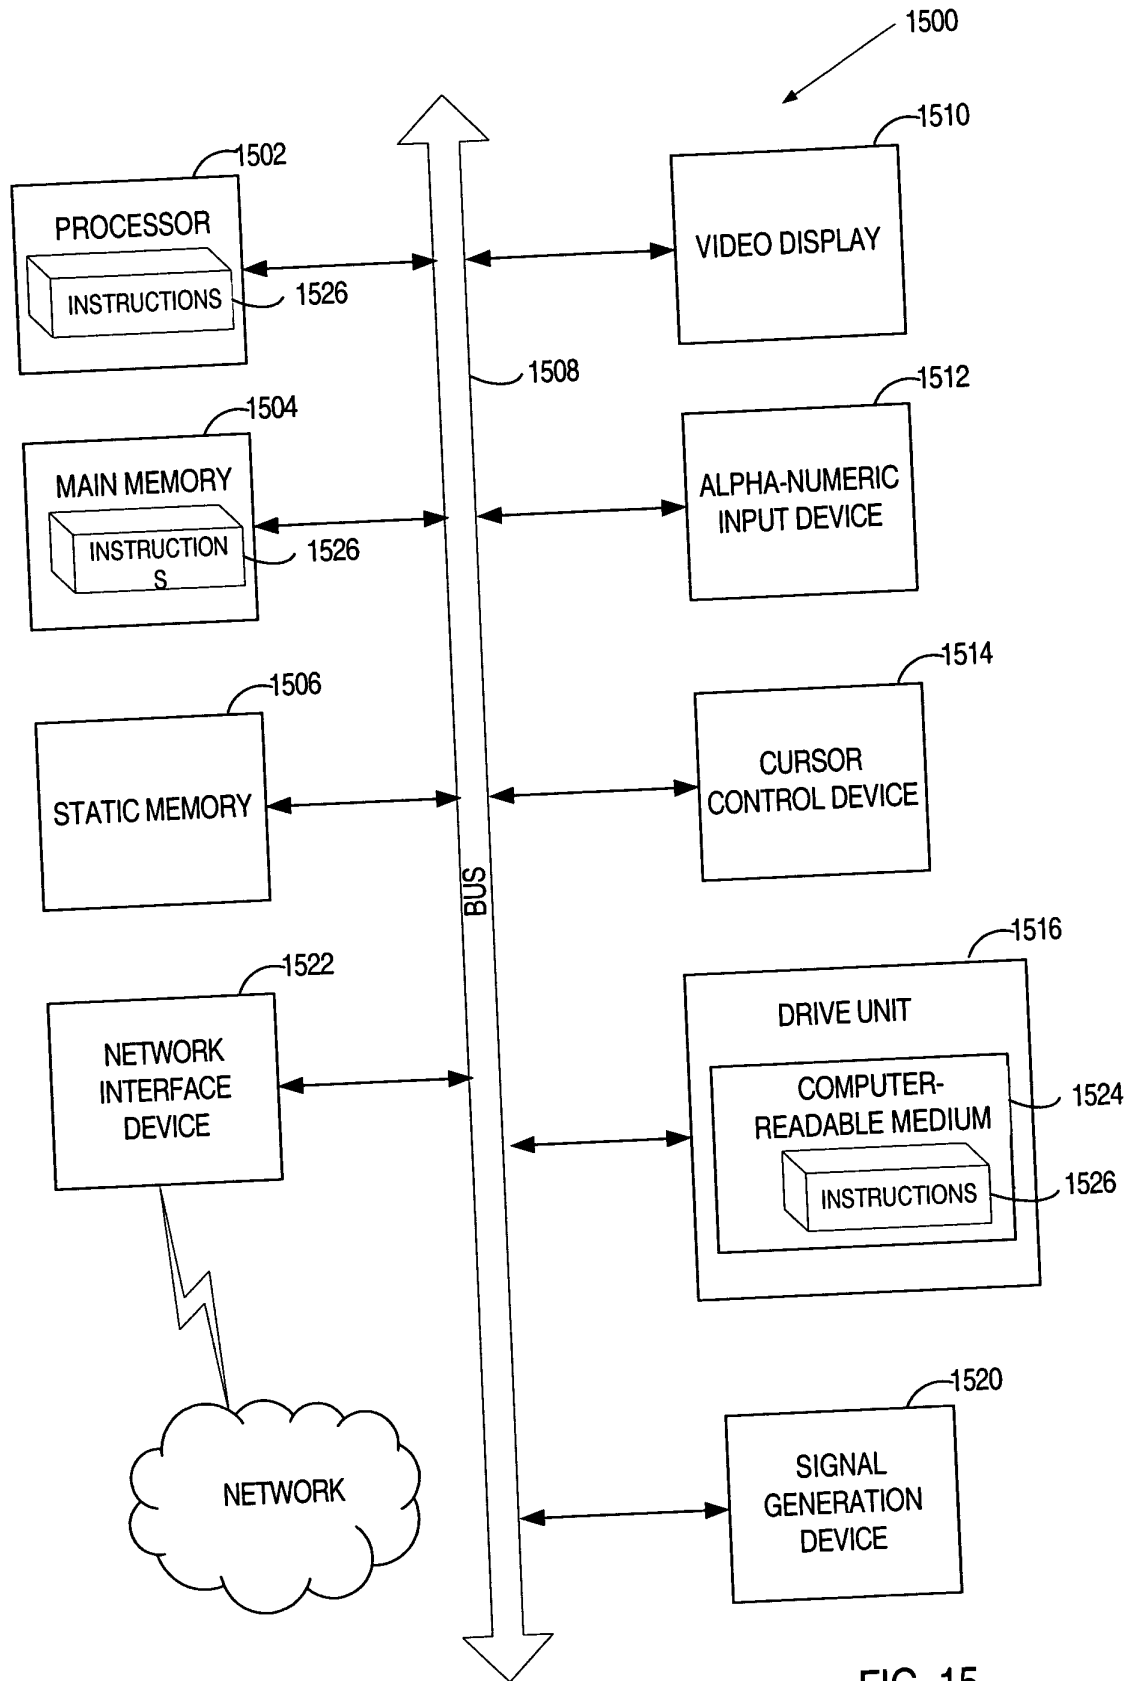 1500
1502
PROCESSOR
INSTRUCTIONS
1526
1504
MAIN MEMORY
INSTRUCTION
S
1526
1506
STATIC MEMORY
1522
NETWORK
INTERFACE
DEVICE
NETWORK
1508
BUS
1510
VIDEO DISPLAY
1512
ALPHA-NUMERIC
INPUT DEVICE
1514
CURSOR
CONTROL DEVICE
1516
DRIVE UNIT
COMPUTER-
READABLE MEDIUM
1524
INSTRUCTIONS
1526
1520
SIGNAL
GENERATION
DEVICE
FIG. 15